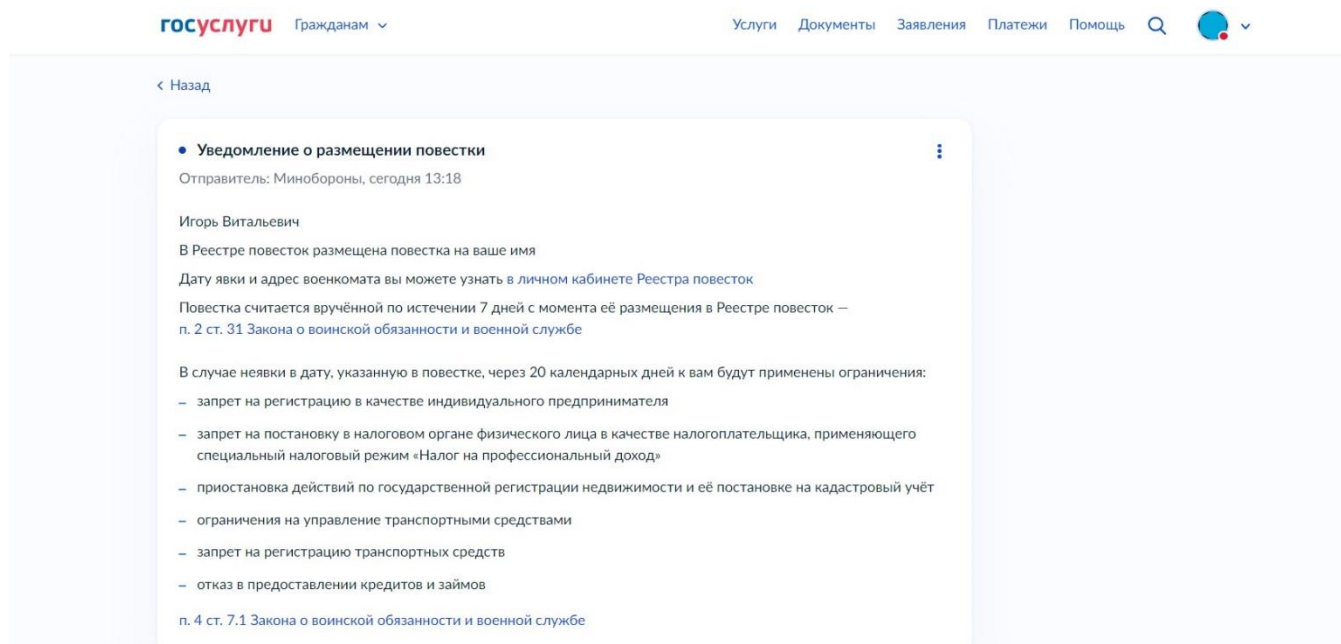 госуслуги Гражданам Услуги Документы Заявления Платежи Помощь
Назад
Уведомление о размещении повестки
Отправитель: Минобороны, сегодня 13:18
Игорь Витальевич
В Реестре повесток размещена повестка на ваше имя
Дату явки и адрес военкомата вы можете узнать в личном кабинете Реестра повесток
Повестка считается вручённой по истечении 7 дней с момента её размещения в Реестре повесток —
п. 2 ст. 31 Закона о воинской обязанности и военной службе
В случае неявки в дату, указанную в повестке, через 20 календарных дней к вам будут применены ограничения:
– запрет на регистрацию в качестве индивидуального предпринимателя
– запрет на постановку в налоговом органе физического лица в качестве налогоплательщика, применяющего
специальный налоговый режим «Налог на профессиональный доход»
– приостановка действий по государственной регистрации недвижимости и её постановке на кадастровый учёт
– ограничения на управление транспортными средствами
– запрет на регистрацию транспортных средств
– отказ в предоставлении кредитов и займов
п. 4 ст. 7.1 Закона о воинской обязанности и военной службе